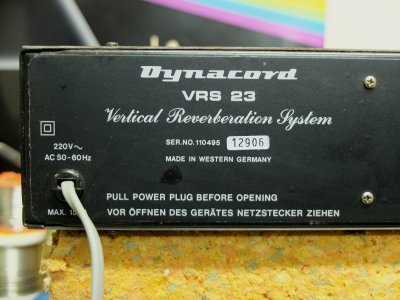 Dynacord
VRS 23
Vertical Reverberation System
SER.NO. 110495 12906
MADE IN WESTERN GERMANY
220V~
AC 50-60Hz
PULL POWER PLUG BEFORE OPENING
MAX.
VOR ÖFFNEN DES GERÄTES NETZSTECKER ZIEHEN